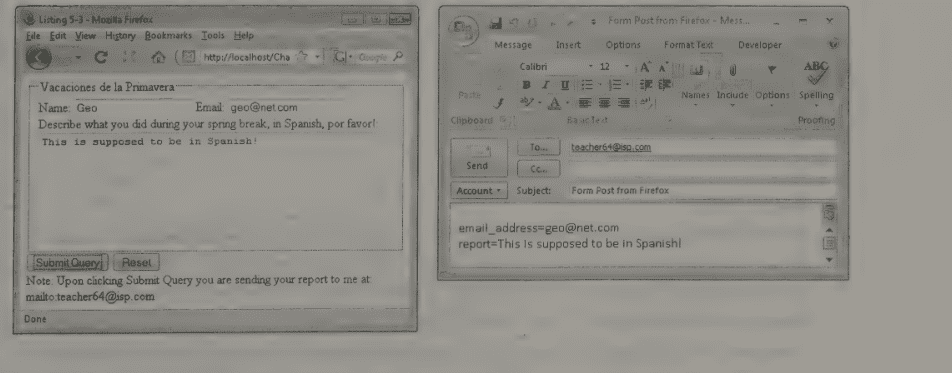 Listing 5-3 - Mozilla Firefox
File Edit View History Bookmarks Tools Help
http://localhost/Cha
Google
Vacaciones de la Primavera
Name: Geo Email: geo@net.com
Describe what you did during your spring break, in Spanish, por favor!
This is supposed to be in Spanish!
Submit Query Reset
Note: Upon clicking Submit Query you are sending your report to me at:
mailto:teacher64@isp.com
Done
Form Post from Firefox - Mess...
Message Insert Options Format Text Developer
Calibri 12
ABC
Paste
B I U
Names Include Options Spelling
Clipboard Basic Text Proofing
To... teacher64@isp.com
Send
Cc...
Account Subject: Form Post from Firefox
email_address=geo@net.com
report=This is supposed to be in Spanish!